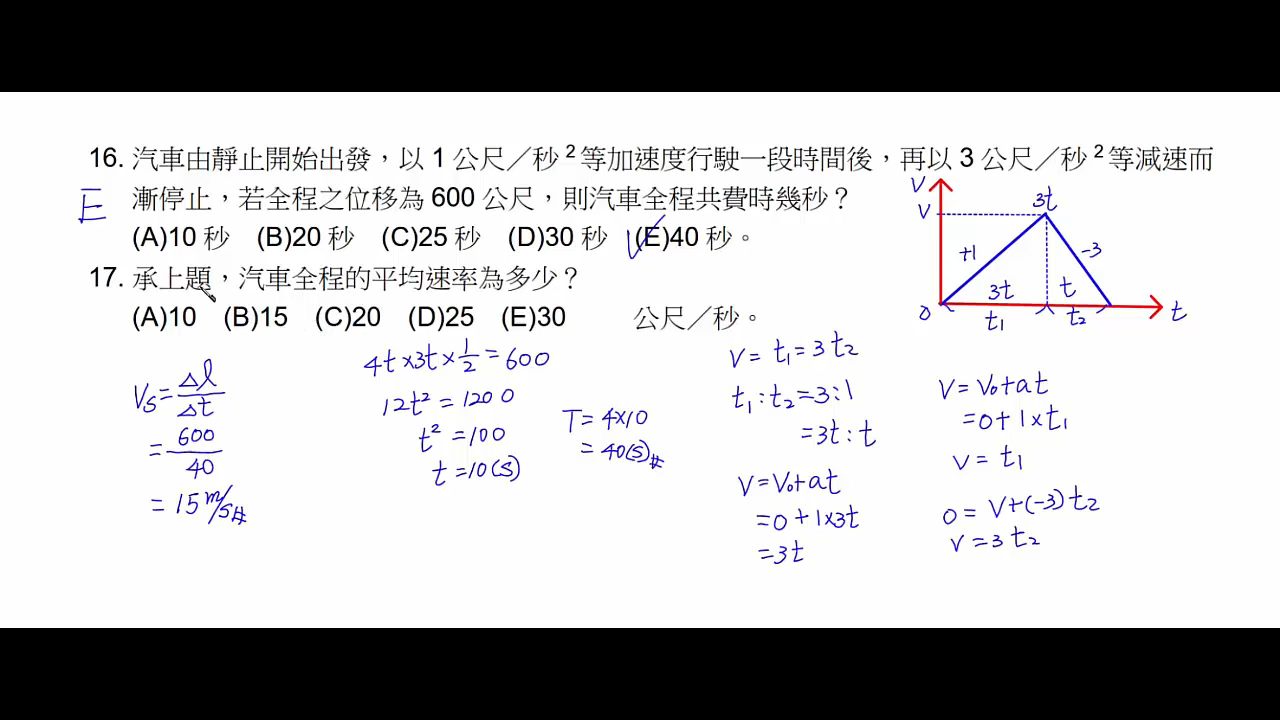 16. 汽車由靜止開始出發，以 1 公尺／秒² 等加速度行駛一段時間後，再以 3 公尺／秒² 等減速而
E 漸停止，若全程之位移為 600 公尺，則汽車全程共費時幾秒？
(A)10 秒 (B)20 秒 (C)25 秒 (D)30 秒 (E)40 秒。
17. 承上題，汽車全程的平均速率為多少？
(A)10 (B)15 (C)20 (D)25 (E)30 公尺／秒。
V
V
3t
+1
-3
3t
t
0
t₁
t₂
t
Vs = Δl/Δt
= 600/40
= 15 m/s#
4t×3t×1/2=600
12t²=1200
t²=100
t=10(s)
T=4×10
=40(s)#
V=t₁=3t₂
t₁:t₂=3:1
=3t:t
V=V₀+at
=0+1×3t
=3t
V=V₀+at
=0+1×t₁
V=t₁
0=V+(-3)t₂
V=3t₂